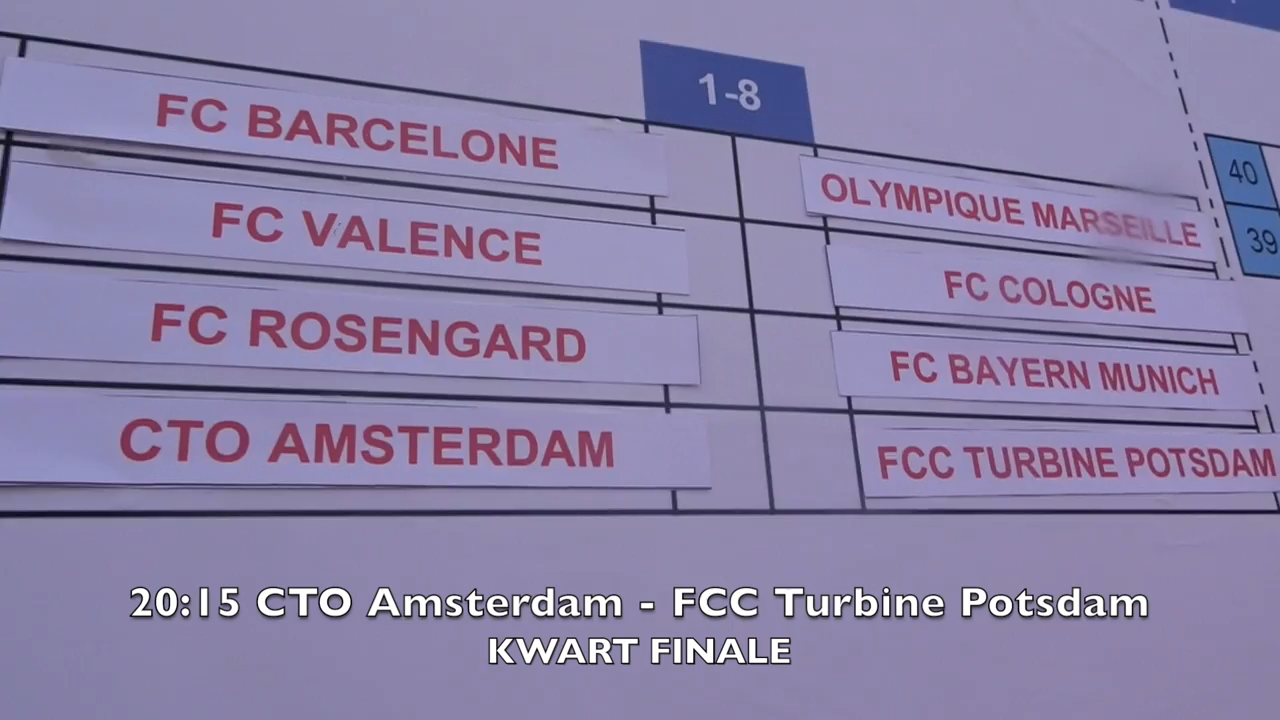 1-8
FC BARCELONE
OLYMPIQUE MARSEILLE
40
FC VALENCE
FC COLOGNE
39
FC ROSENGARD
FC BAYERN MUNICH
CTO AMSTERDAM
FCC TURBINE POTSDAM
20:15 CTO Amsterdam - FCC Turbine Potsdam
KWART FINALE